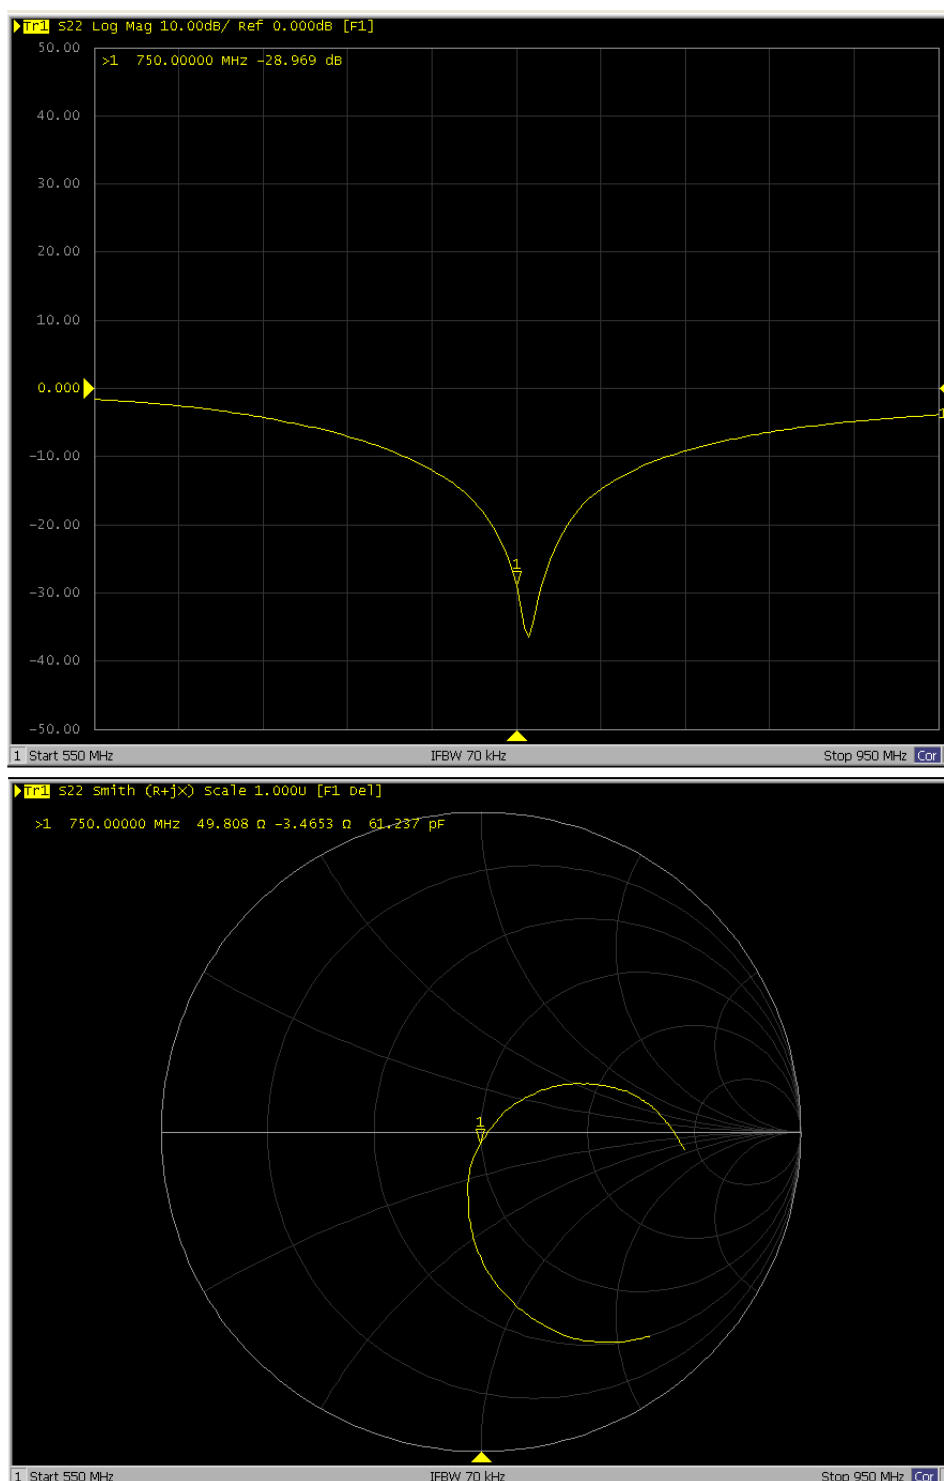 Tr1 S22 Log Mag 10.00dB/ Ref 0.000dB [F1]
50.00
>1 750.00000 MHz -28.969 dB
40.00
30.00
20.00
10.00
0.000
1
-10.00
-20.00
1
-30.00
-40.00
-50.00
1 Start 550 MHz IFBW 70 kHz Stop 950 MHz Cor
Tr1 S22 Smith (R+jX) Scale 1.000U [F1 Del]
>1 750.00000 MHz 49.808 Ω -3.4653 Ω 61.237 pF
1
1 Start 550 MHz IFBW 70 kHz Stop 950 MHz Cor